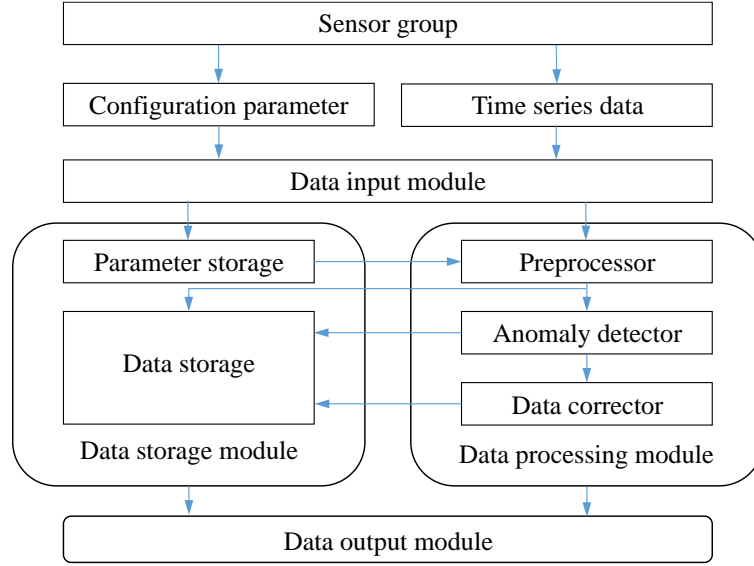 Sensor group
Configuration parameter
Time series data
Data input module
Parameter storage
Preprocessor
Anomaly detector
Data storage
Data corrector
Data storage module
Data processing module
Data output module